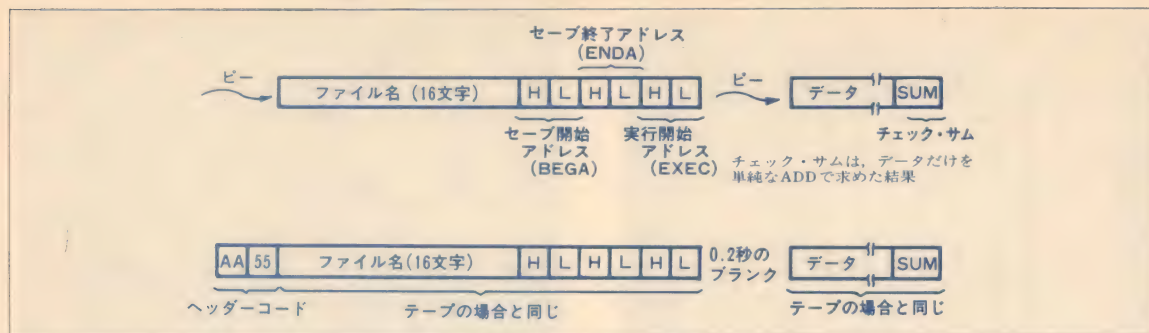 セーブ終了アドレス
(ENDA)
ピー
ファイル名 (16文字) H L H L H L
ピー
データ SUM
セーブ開始
アドレス
(BEGA)
実行開始
アドレス
(EXEC)
チェック・サム
チェック・サムは，データだけを
単純なADDで求めた結果
AA 55 ファイル名(16文字) H L H L H L
0.2秒の
ブランク
データ SUM
ヘッダーコード
テープの場合と同じ
テープの場合と同じ